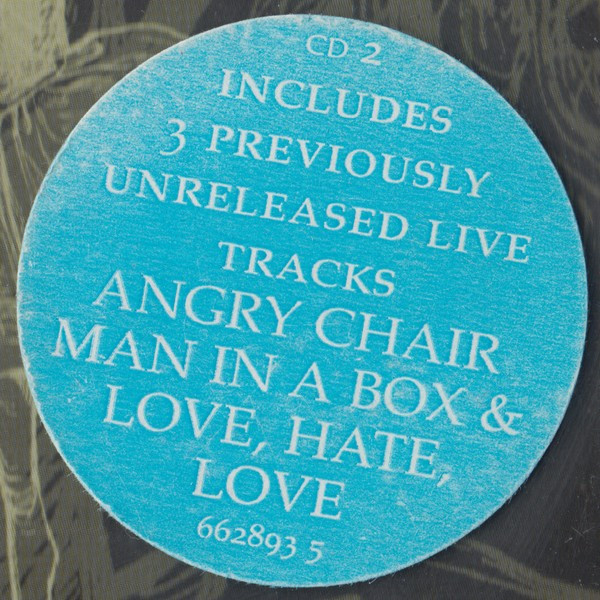 CD 2
INCLUDES
3 PREVIOUSLY
UNRELEASED LIVE
TRACKS
ANGRY CHAIR
MAN IN A BOX &
LOVE, HATE,
LOVE
662893 5